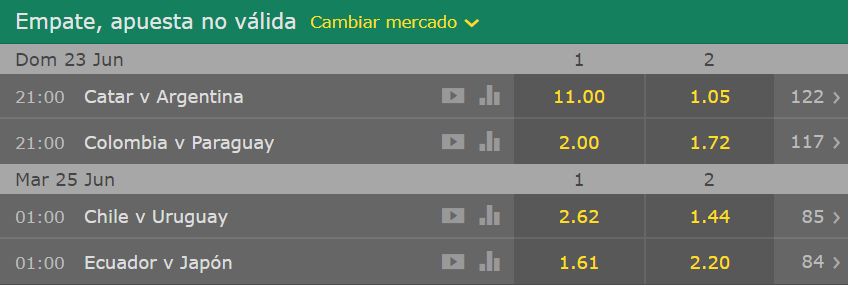 Empate, apuesta no válida Cambiar mercado
Dom 23 Jun 1 2
21:00 Catar v Argentina 11.00 1.05 122
21:00 Colombia v Paraguay 2.00 1.72 117
Mar 25 Jun 1 2
01:00 Chile v Uruguay 2.62 1.44 85
01:00 Ecuador v Japón 1.61 2.20 84